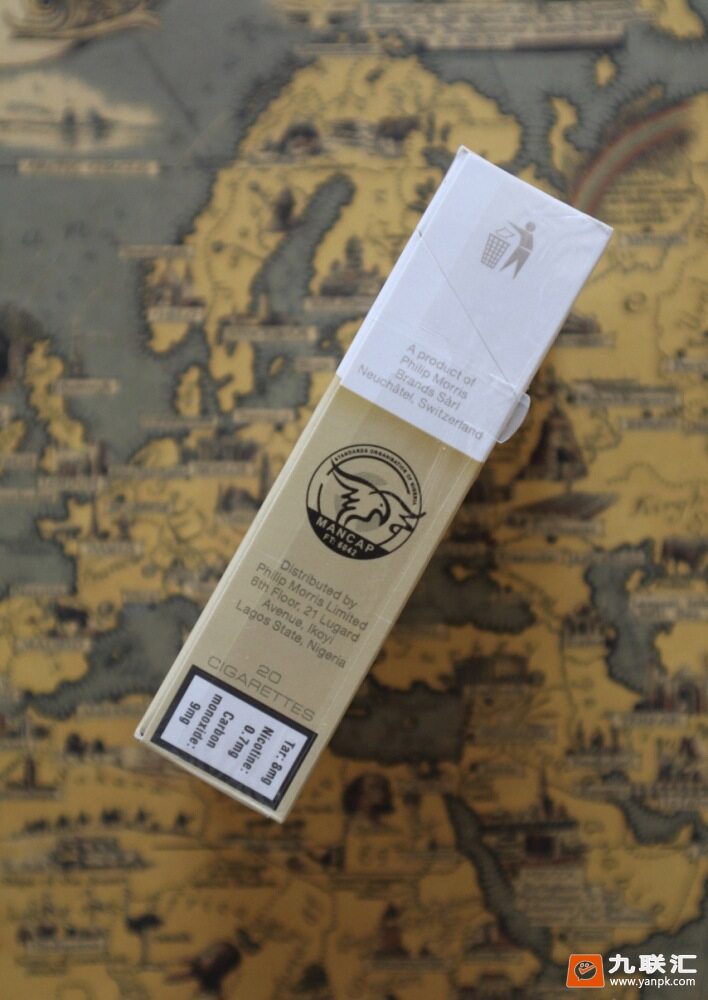 A product of
Philip Morris
Brands Sàrl
Neuchâtel, Switzerland
STANDARDS ORGANISATION OF NIGERIA
MANCAP
Distributed by
Philip Morris Limited
6th Floor, 21 Lugard
Avenue, Ikoyi
Lagos State, Nigeria
20
CIGARETTES
Tar: 8mg
Nicotine:
0.7mg
Carbon
monoxide:
9mg
九联汇
www.yanpk.com